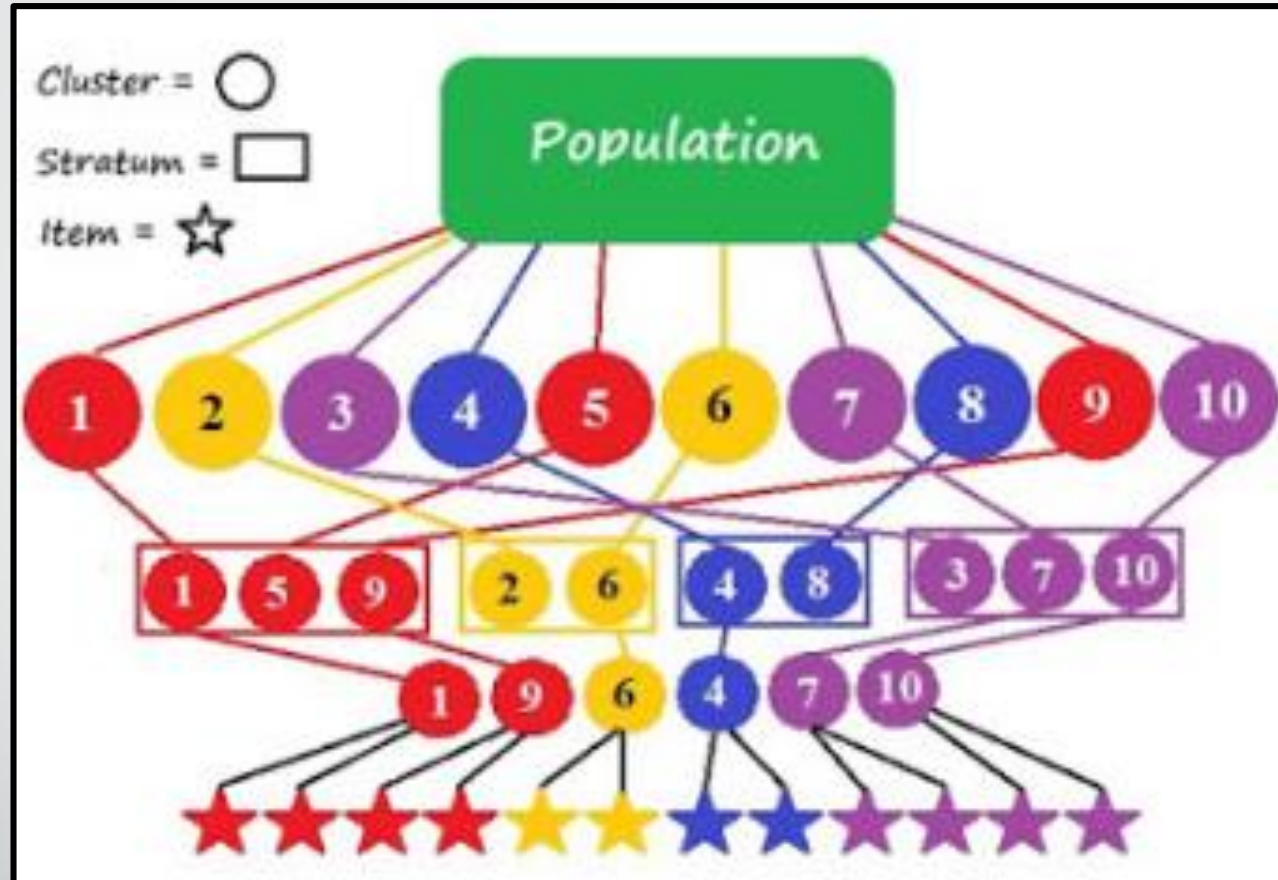 Cluster =
Stratum =
Item =
Population
1 2 3 4 5 6 7 8 9 10
1 5 9 2 6 4 8 3 7 10
1 9 6 4 7 10